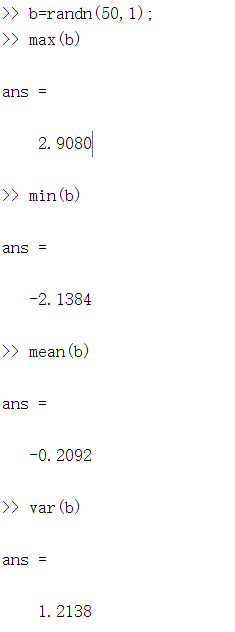 >> b=randn(50,1);
>> max(b)
ans =
2.9080
>> min(b)
ans =
-2.1384
>> mean(b)
ans =
-0.2092
>> var(b)
ans =
1.2138